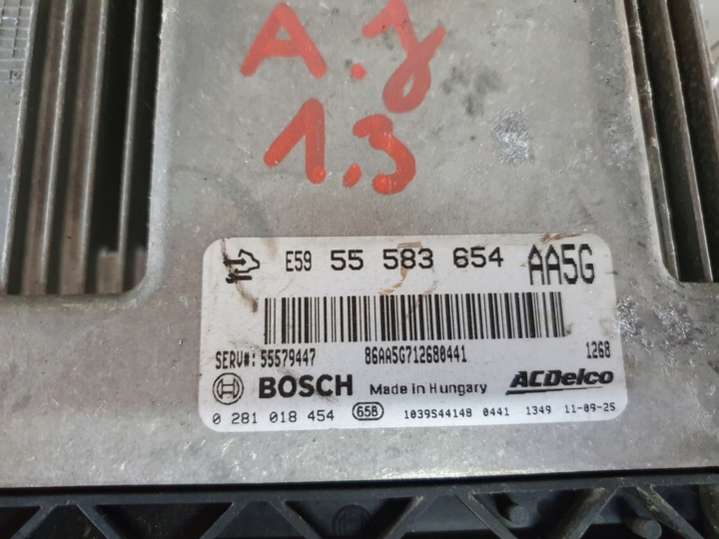 A.J
1.3
E59 55 583 654 AA5G
SERV#: 55579447 86AA5G712680441 1268
BOSCH Made in Hungary ACDelco
0 281 018 454 658 1039S44148 0441 1349 11-09-25